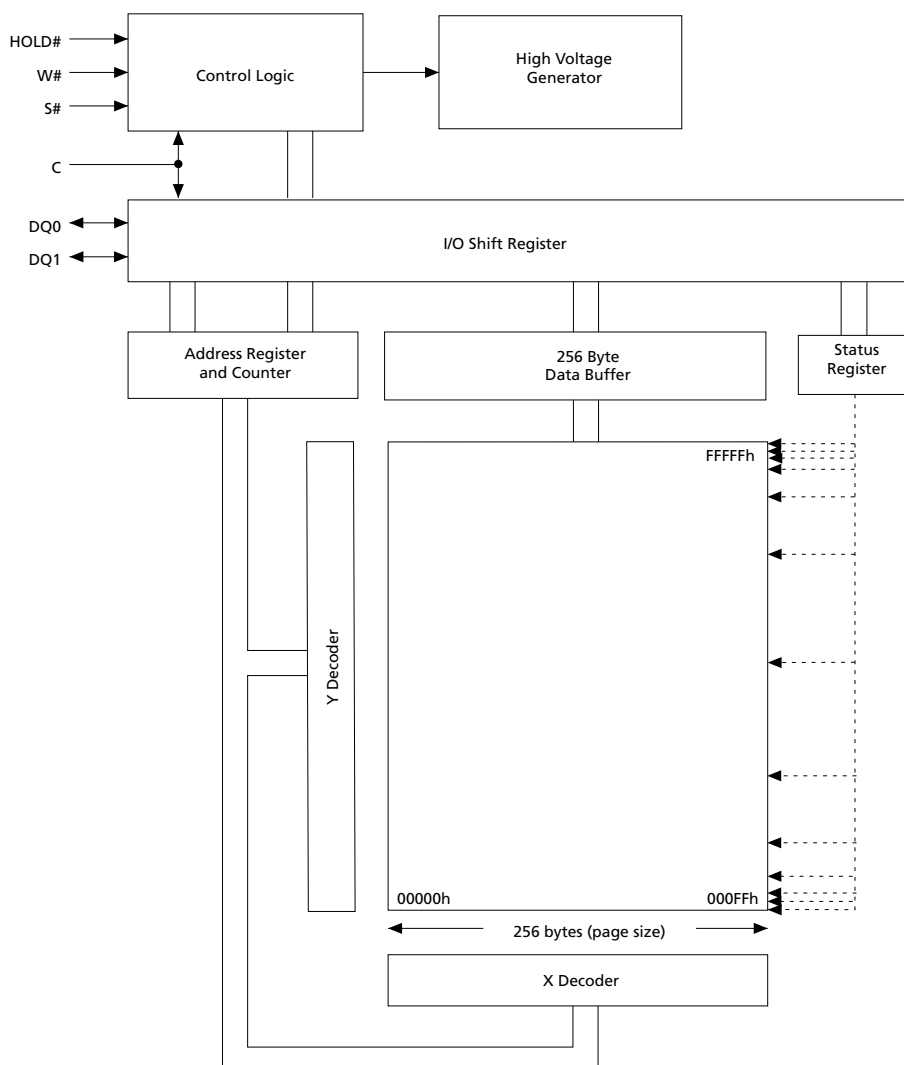 HOLD#
W#
S#
C
DQ0
DQ1
Control Logic
High Voltage
Generator
I/O Shift Register
Address Register
and Counter
256 Byte
Data Buffer
Status
Register
Y Decoder
FFFFFh
00000h
000FFh
256 bytes (page size)
X Decoder